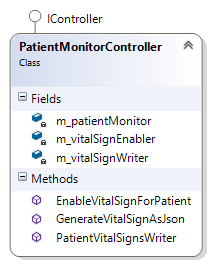 IController
PatientMonitorController
Class
Fields
m_patientMonitor
m_vitalSignEnabler
m_vitalSignWriter
Methods
EnableVitalSignForPatient
GenerateVitalSignAsJson
PatientVitalSignsWriter